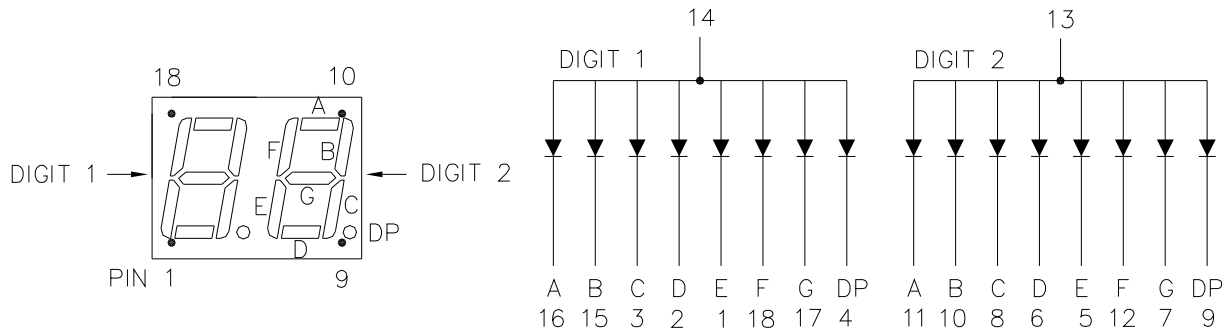 18 10
A
F B
DIGIT 1 DIGIT 2
G
E C
DP
D
PIN 1 9
14
DIGIT 1
A B C D E F G DP
16 15 3 2 1 18 17 4
13
DIGIT 2
A B C D E F G DP
11 10 8 6 5 12 7 9